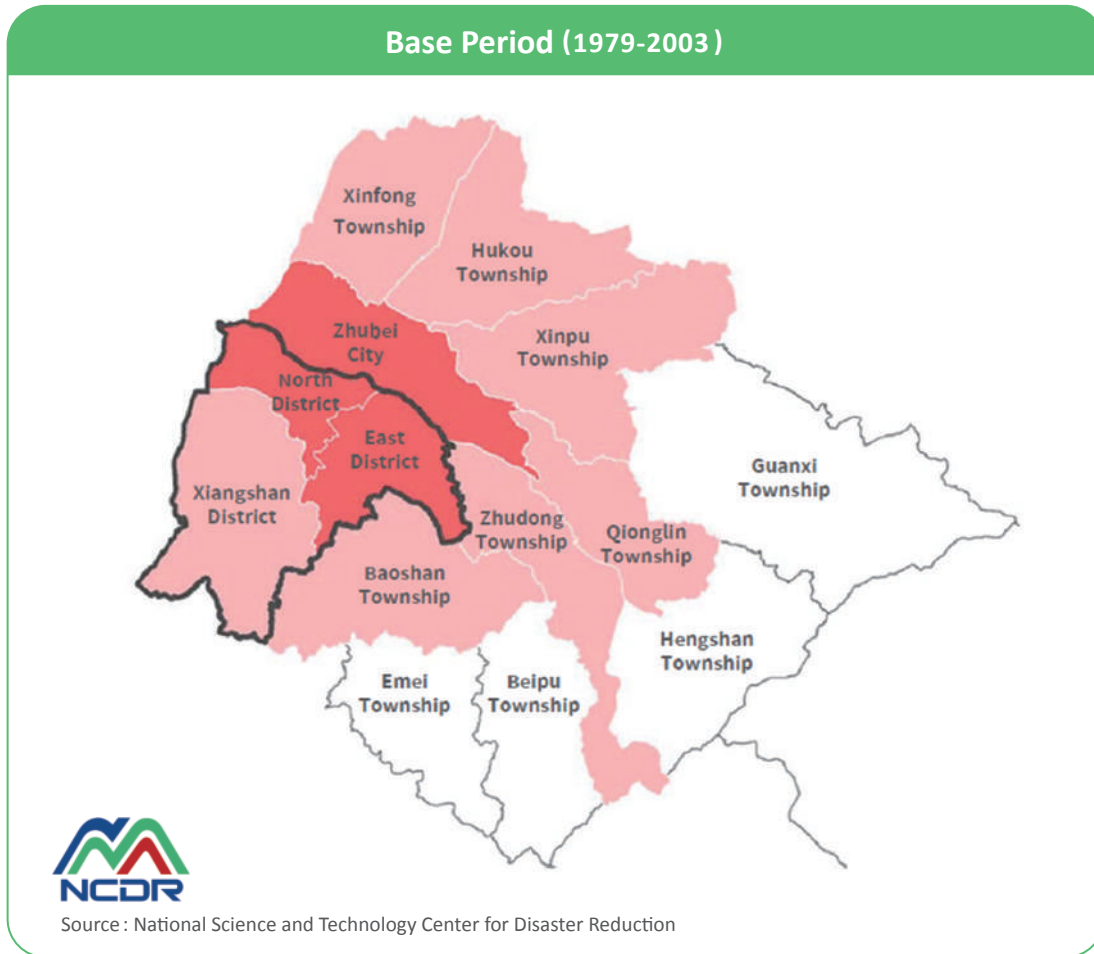 Base Period (1979-2003)
Xinfong
Township
Hukou
Township
Zhubei
City
Xinpu
Township
North
District
East
District
Guanxi
Township
Xiangshan
District
Zhudong
Township
Qionglin
Township
Baoshan
Township
Hengshan
Township
Emei
Township
Beipu
Township
NCDR
Source : National Science and Technology Center for Disaster Reduction